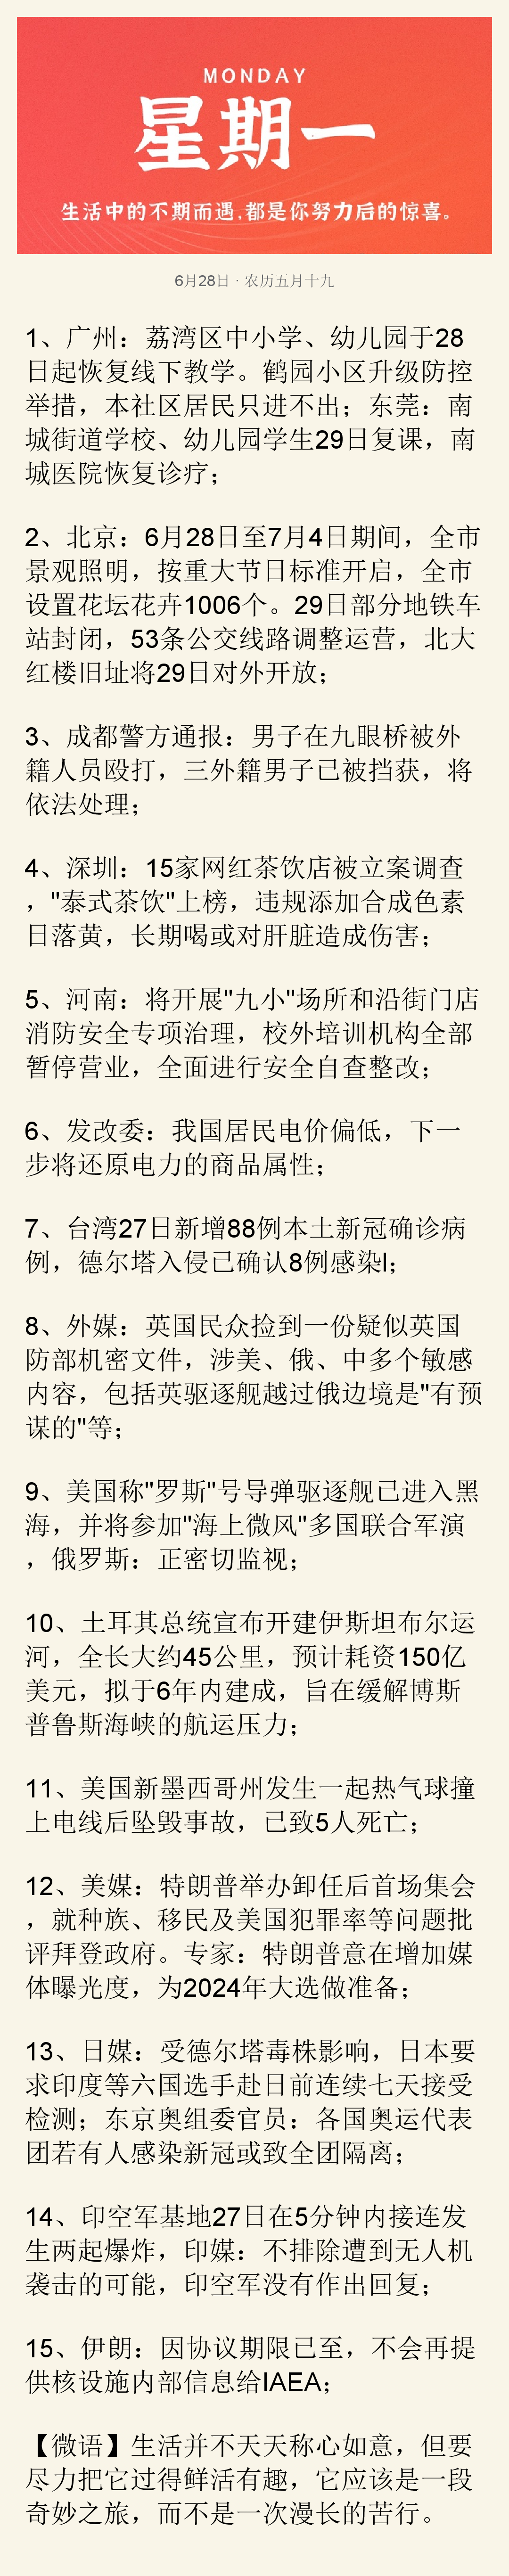 MONDAY
星期一
生活中的不期而遇,都是你努力后的惊喜。
6月28日 · 农历五月十九
1、广州：荔湾区中小学、幼儿园于28
日起恢复线下教学。鹤园小区升级防控
举措，本社区居民只进不出；东莞：南
城街道学校、幼儿园学生29日复课，南
城医院恢复诊疗；
2、北京：6月28日至7月4日期间，全市
景观照明，按重大节日标准开启，全市
设置花坛花卉1006个。29日部分地铁车
站封闭，53条公交线路调整运营，北大
红楼旧址将29日对外开放；
3、成都警方通报：男子在九眼桥被外
籍人员殴打，三外籍男子已被挡获，将
依法处理；
4、深圳：15家网红茶饮店被立案调查
，"泰式茶饮"上榜，违规添加合成色素
日落黄，长期喝或对肝脏造成伤害；
5、河南：将开展"九小"场所和沿街门店
消防安全专项治理，校外培训机构全部
暂停营业，全面进行安全自查整改；
6、发改委：我国居民电价偏低，下一
步将还原电力的商品属性；
7、台湾27日新增88例本土新冠确诊病
例，德尔塔入侵已确认8例感染l；
8、外媒：英国民众捡到一份疑似英国
防部机密文件，涉美、俄、中多个敏感
内容，包括英驱逐舰越过俄边境是"有预
谋的"等；
9、美国称"罗斯"号导弹驱逐舰已进入黑
海，并将参加"海上微风"多国联合军演
，俄罗斯：正密切监视；
10、土耳其总统宣布开建伊斯坦布尔运
河，全长大约45公里，预计耗资150亿
美元，拟于6年内建成，旨在缓解博斯
普鲁斯海峡的航运压力；
11、美国新墨西哥州发生一起热气球撞
上电线后坠毁事故，已致5人死亡；
12、美媒：特朗普举办卸任后首场集会
，就种族、移民及美国犯罪率等问题批
评拜登政府。专家：特朗普意在增加媒
体曝光度，为2024年大选做准备；
13、日媒：受德尔塔毒株影响，日本要
求印度等六国选手赴日前连续七天接受
检测；东京奥组委官员：各国奥运代表
团若有人感染新冠或致全团隔离；
14、印空军基地27日在5分钟内接连发
生两起爆炸，印媒：不排除遭到无人机
袭击的可能，印空军没有作出回复；
15、伊朗：因协议期限已至，不会再提
供核设施内部信息给IAEA；
【微语】生活并不天天称心如意，但要
尽力把它过得鲜活有趣，它应该是一段
奇妙之旅，而不是一次漫长的苦行。